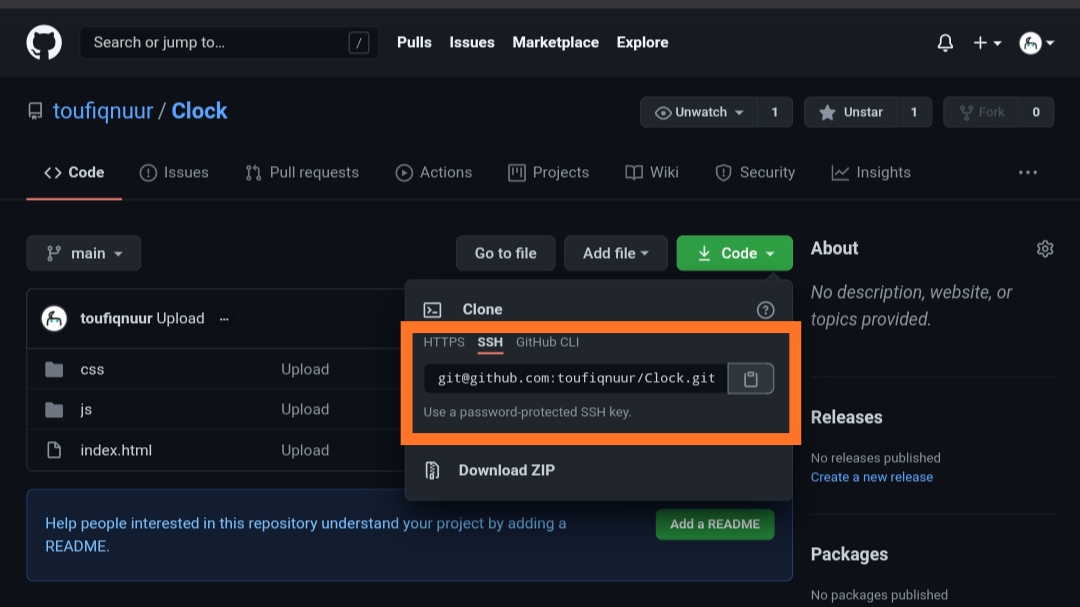 Search or jump to… /
Pulls Issues Marketplace Explore
toufiqnuur / Clock
Unwatch 1 Unstar 1 Fork 0
Code Issues Pull requests Actions Projects Wiki Security Insights ...
main Go to file Add file Code
Clone
HTTPS SSH GitHub CLI
git@github.com:toufiqnuur/Clock.git
Use a password-protected SSH key.
Download ZIP
toufiqnuur Upload ...
css Upload
js Upload
index.html Upload
Help people interested in this repository understand your project by adding a
README.
Add a README
About
No description, website, or
topics provided.
Releases
No releases published
Create a new release
Packages
No packages published